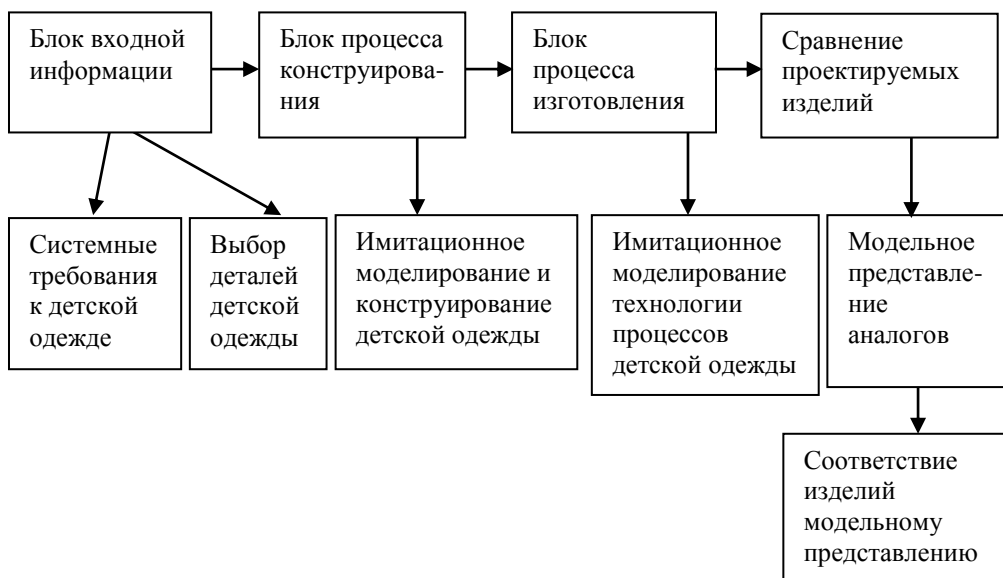 Блок входной
информации
Блок процесса
конструирова-
ния
Блок
процесса
изготовления
Сравнение
проектируемых
изделий
Системные
требования
к детской
одежде
Выбор
деталей
детской
одежды
Имитационное
моделирование и
конструирование
детской одежды
Имитационное
моделирование
технологии
процессов
детской одежды
Модельное
представле-
ние
аналогов
Соответствие
изделий
модельному
представлению